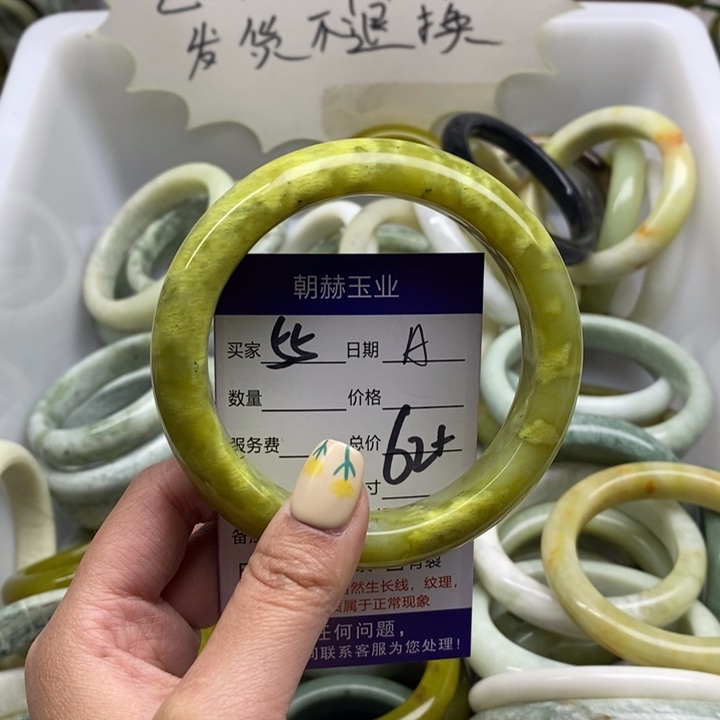 发货不退换
朝赫玉业
买家 55 日期 A
数量 价格
服务费 总价 62+
寸
然生长线，纹理，
属于正常现象
任何问题，
联系客服为您处理！